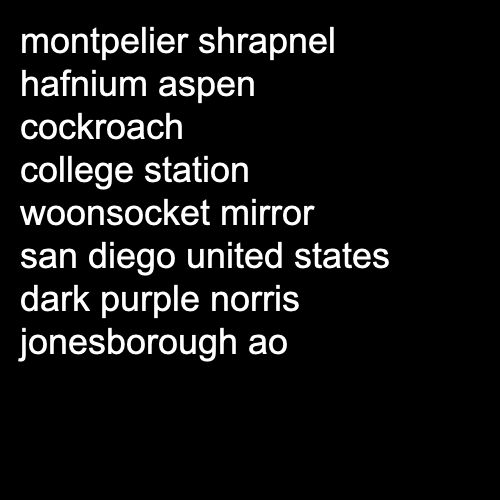 montpelier shrapnel
hafnium aspen
cockroach
college station
woonsocket mirror
san diego united states
dark purple norris
jonesborough ao